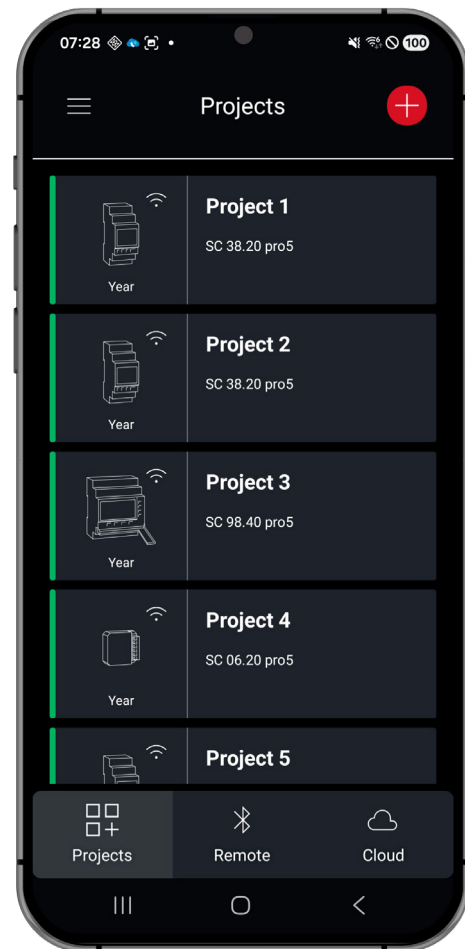 07:28
100
Projects
Project 1
SC 38.20 pro5
Year
Project 2
SC 38.20 pro5
Year
Project 3
SC 98.40 pro5
Year
Project 4
SC 06.20 pro5
Year
Project 5
Projects
Remote
Cloud